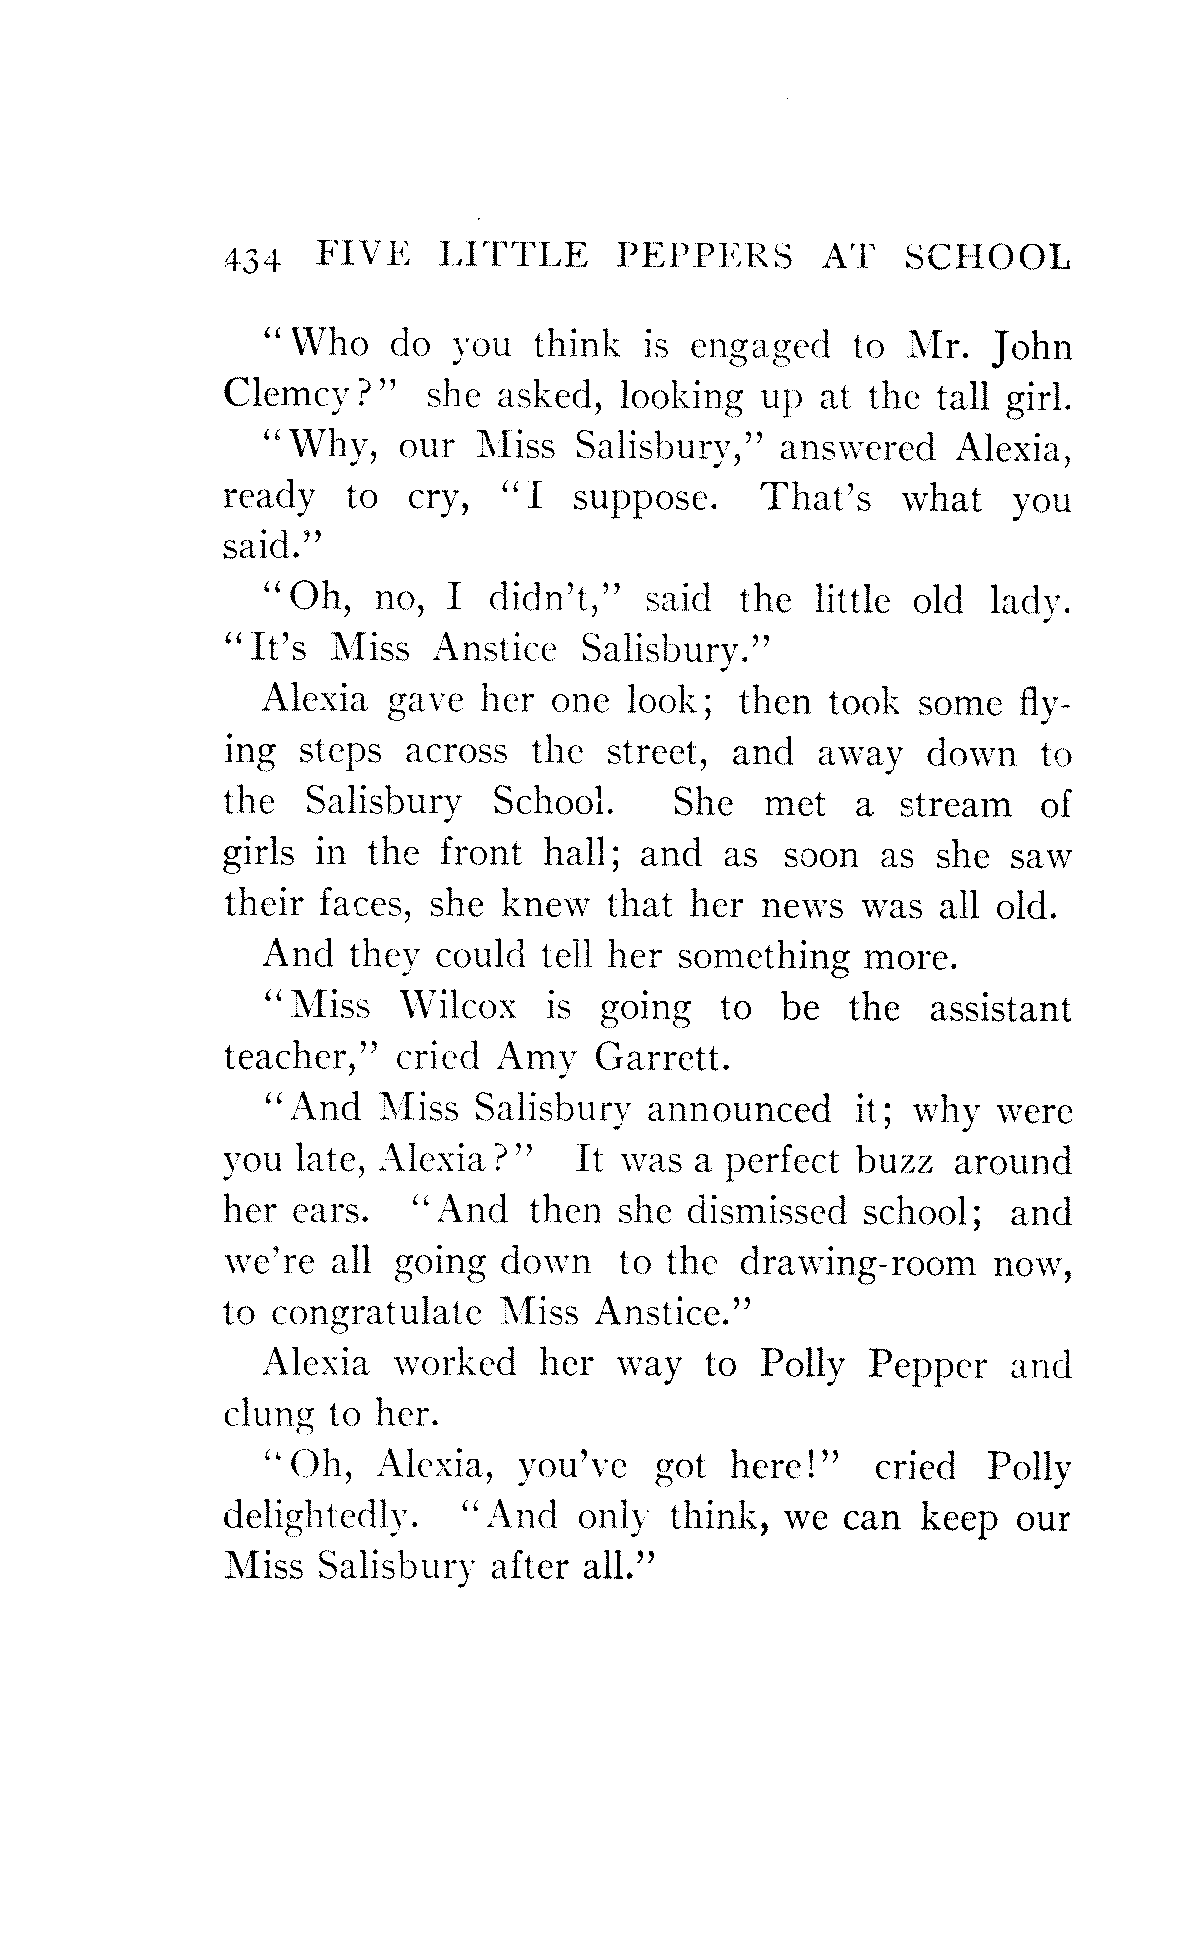 434 FIVE LITTLE PEPPERS AT SCHOOL
"Who do you think is engaged to Mr. John
Clemcy?" she asked, looking up at the tall girl.
"Why, our Miss Salisbury," answered Alexia,
ready to cry, "I suppose. That's what you
said."
"Oh, no, I didn't," said the little old lady.
"It's Miss Anstice Salisbury."
Alexia gave her one look; then took some fly-
ing steps across the street, and away down to
the Salisbury School. She met a stream of
girls in the front hall; and as soon as she saw
their faces, she knew that her news was all old.
And they could tell her something more.
"Miss Wilcox is going to be the assistant
teacher," cried Amy Garrett.
"And Miss Salisbury announced it; why were
you late, Alexia?" It was a perfect buzz around
her ears. "And then she dismissed school; and
we're all going down to the drawing-room now,
to congratulate Miss Anstice."
Alexia worked her way to Polly Pepper and
clung to her.
"Oh, Alexia, you've got here!" cried Polly
delightedly. "And only think, we can keep our
Miss Salisbury after all."